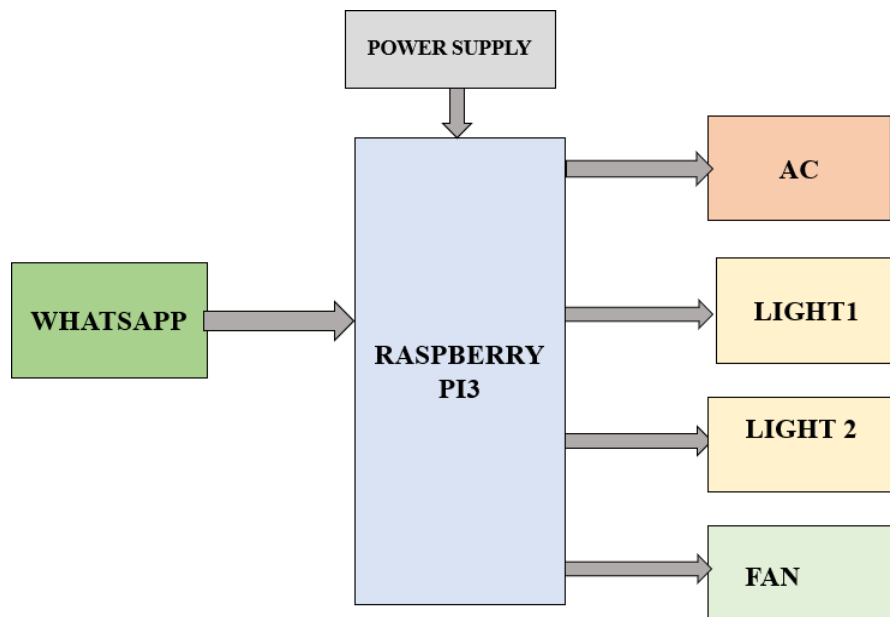 POWER SUPPLY
AC
WHATSAPP
LIGHT1
RASPBERRY
PI3
LIGHT 2
FAN